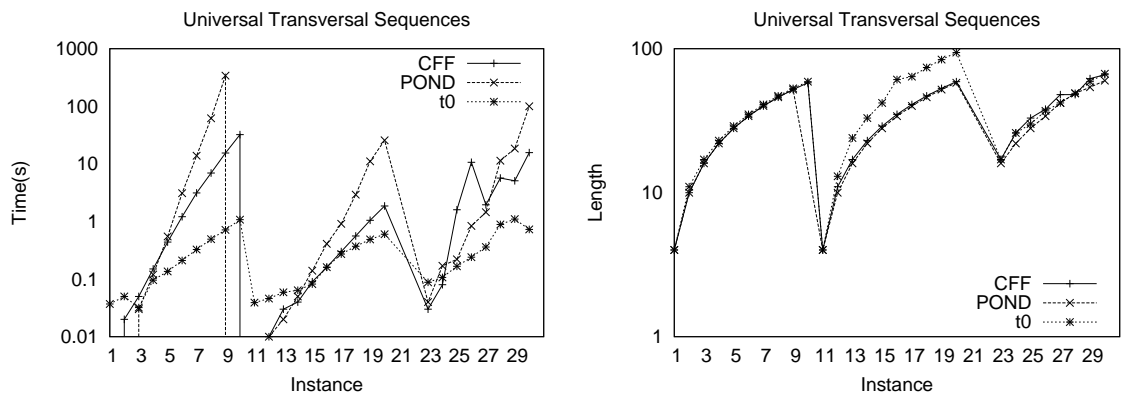 Universal Transversal Sequences
1000
100
10
1
0.1
0.01
Time(s)
CFF
POND
t0
1 3 5 7 9 11 13 15 17 19 21 23 25 27 29
Instance
Universal Transversal Sequences
100
10
1
Length
CFF
POND
t0
1 3 5 7 9 11 13 15 17 19 21 23 25 27 29
Instance